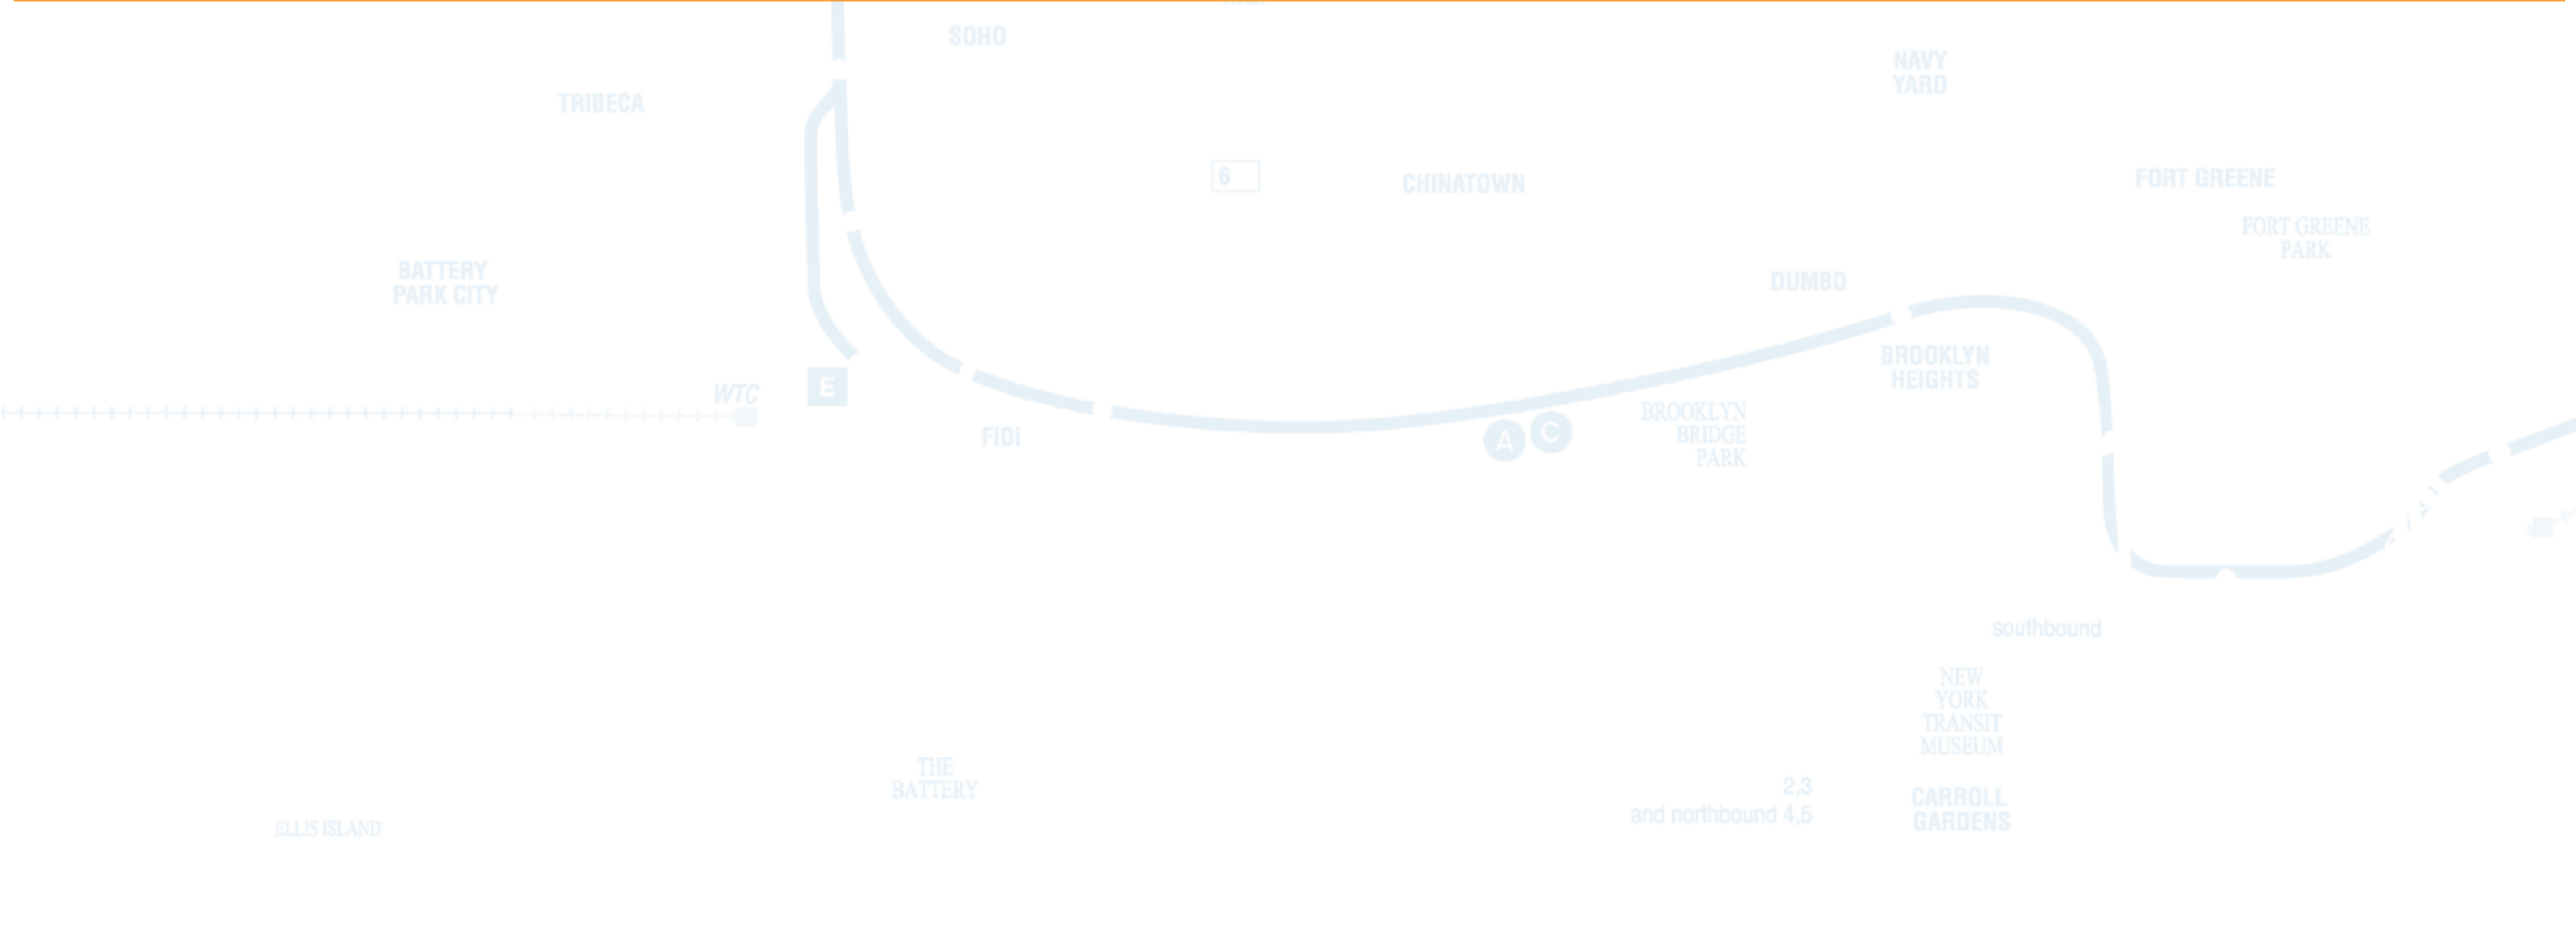 SOHO
NAVY
YARD
TRIBECA
6
CHINATOWN
FORT GREENE
FORT GREENE
PARK
BATTERY
PARK CITY
DUMBO
BROOKLYN
HEIGHTS
WTC
E
BROOKLYN
BRIDGE
PARK
FiDi
A C
southbound
NEW
YORK
TRANSIT
MUSEUM
THE
BATTERY
2,3
and northbound 4,5
CARROLL
GARDENS
ELLIS ISLAND